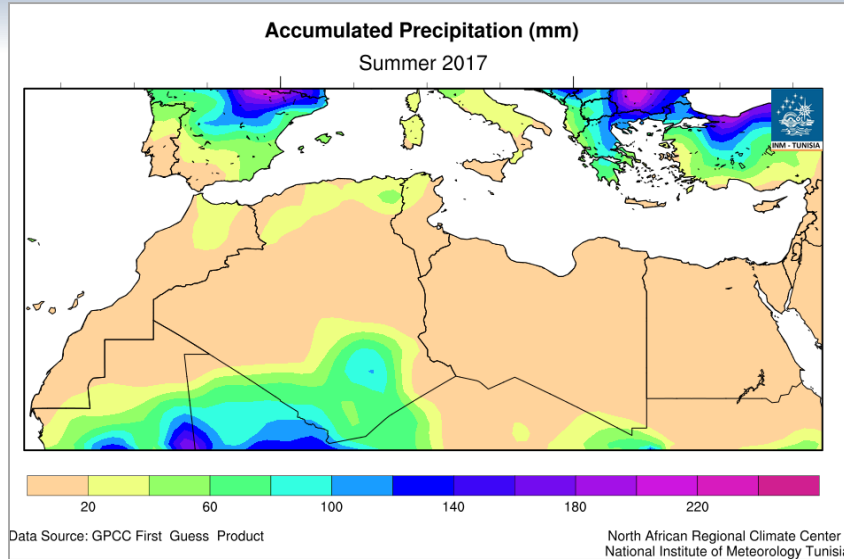 Accumulated Precipitation (mm)
Summer 2017
INM - TUNISIA
20 60 100 140 180 220
Data Source: GPCC First Guess Product
North African Regional Climate Center
National Institute of Meteorology Tunisia